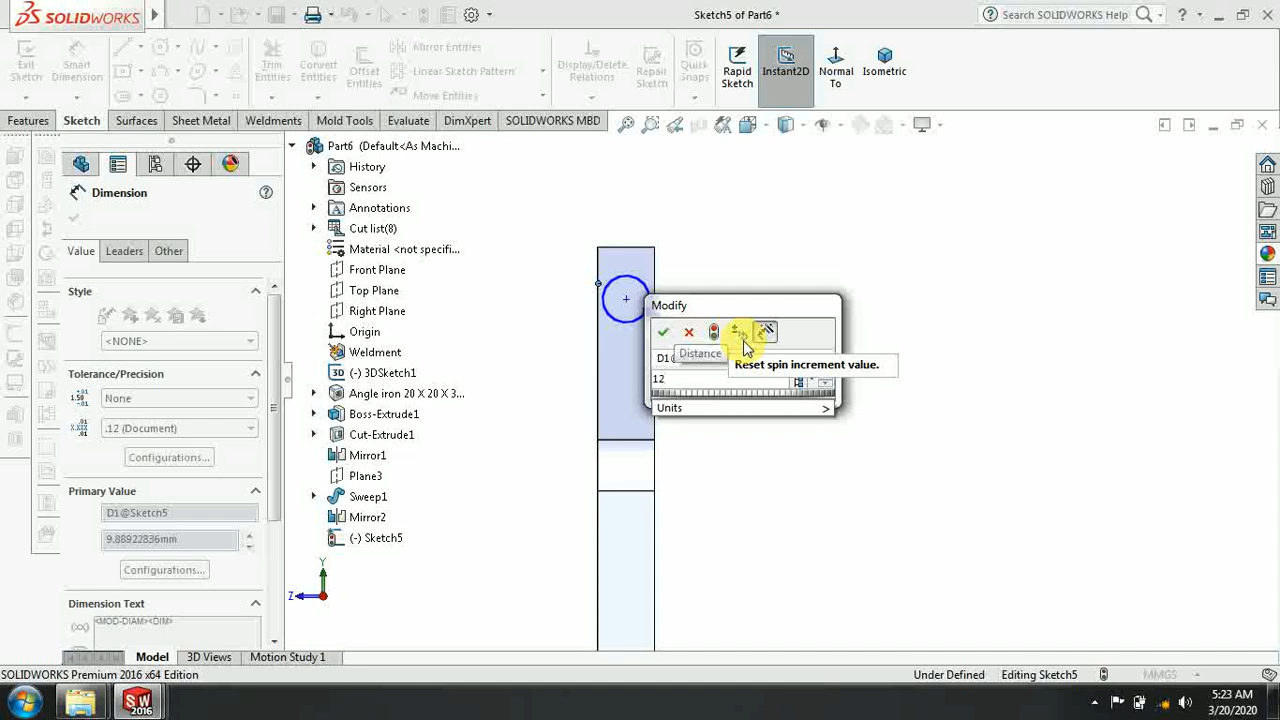 SOLIDWORKS
Sketch5 of Part6 *
Search SOLIDWORKS Help
Exit Sketch
Smart Dimension
Trim Entities
Convert Entities
Offset Entities
Mirror Entities
Linear Sketch Pattern
Move Entities
Display/Delete Relations
Repair Sketch
Quick Snaps
Rapid Sketch
Instant2D
Normal To
Isometric
Features
Sketch
Surfaces
Sheet Metal
Weldments
Mold Tools
Evaluate
DimXpert
SOLIDWORKS MBD
Dimension
Value
Leaders
Other
Style
<NONE>
Tolerance/Precision
None
.12 (Document)
Configurations...
Primary Value
D1@Sketch5
9.88922836mm
Configurations...
Dimension Text
<MOD-DIAM><DIM>
Part6 (Default<As Machi...
History
Sensors
Annotations
Cut list(8)
Material <not specifi...
Front Plane
Top Plane
Right Plane
Origin
Weldment
3D (-) 3DSketch1
Angle iron 20 X 20 X 3...
Boss-Extrude1
Cut-Extrude1
Mirror1
Plane3
Sweep1
Mirror2
(-) Sketch5
Y
Z
Modify
Distance
D1@
Reset spin increment value.
12
Units
Model
3D Views
Motion Study 1
SOLIDWORKS Premium 2016 x64 Edition
Under Defined
Editing Sketch5
MMGS
SW
2016
5:23 AM
3/20/2020